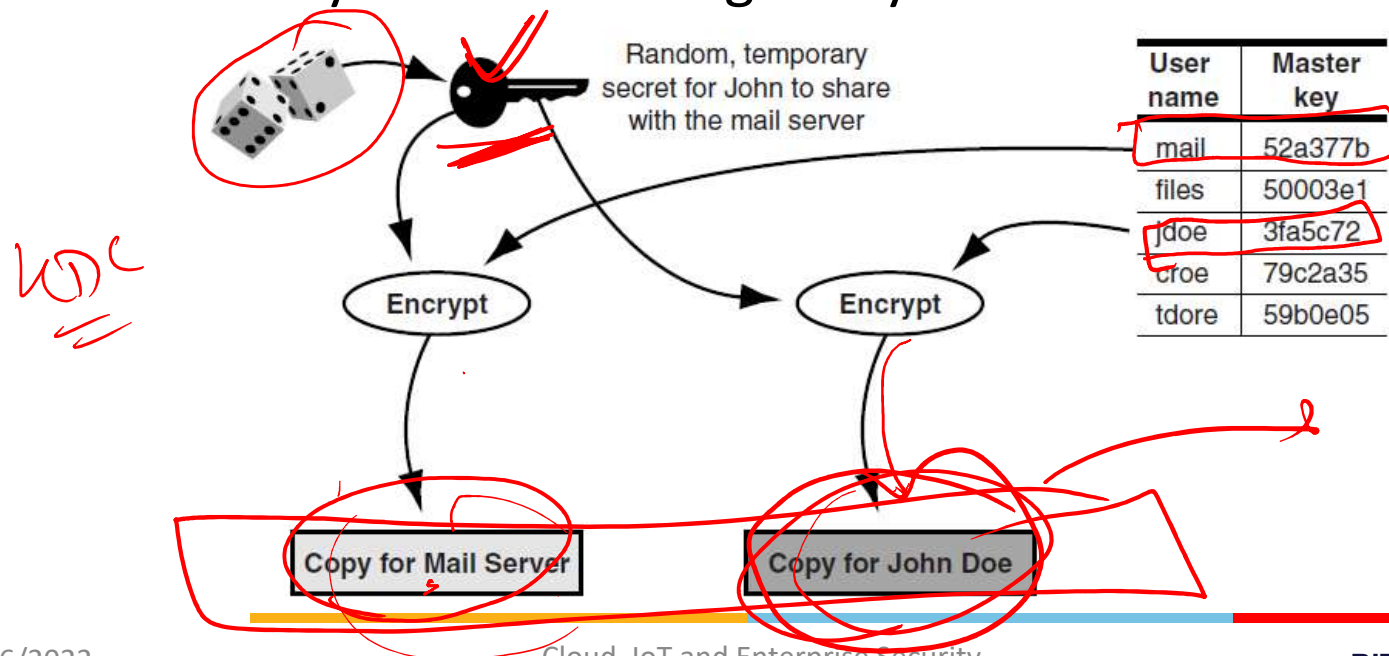 Random, temporary
secret for John to share
with the mail server
User name Master key
mail 52a377b
files 50003e1
jdoe 3fa5c72
croe 79c2a35
tdore 59b0e05
KDC
Encrypt Encrypt
Copy for Mail Server Copy for John Doe
6/2022 Cloud, IoT and Enterprise Security